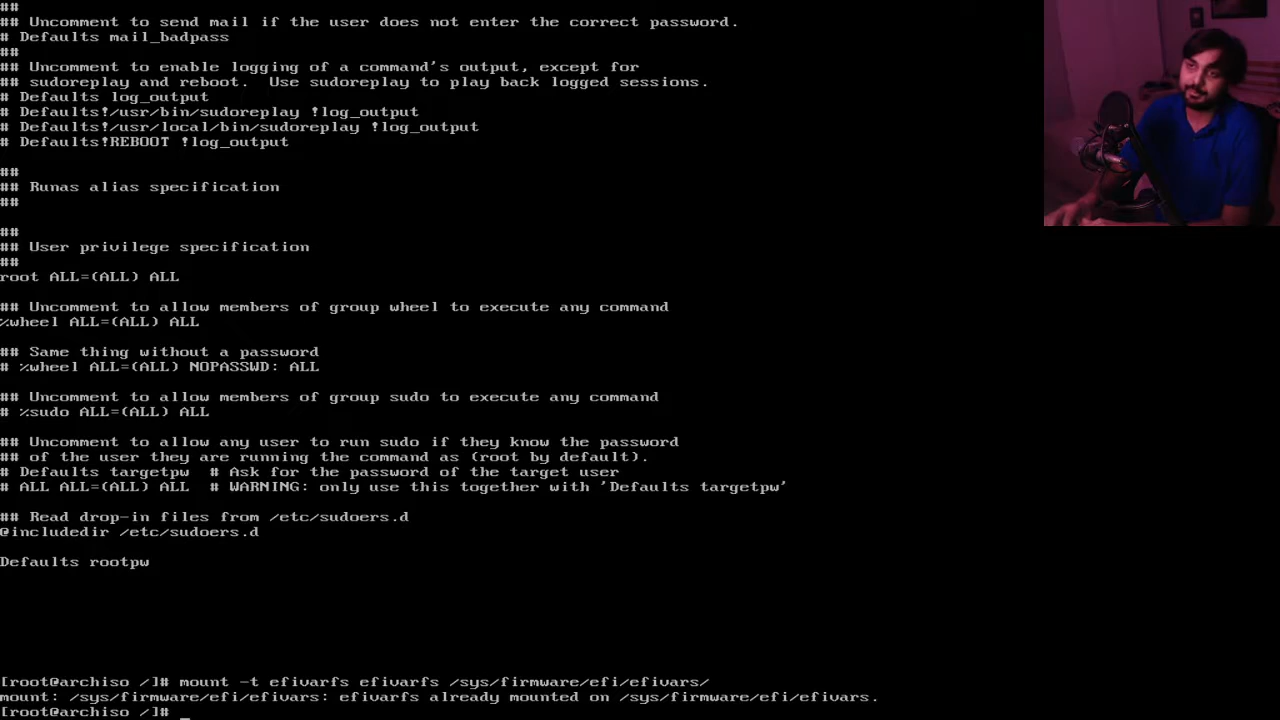 ##
## Uncomment to send mail if the user does not enter the correct password.
# Defaults mail_badpass
##
## Uncomment to enable logging of a command's output, except for
## sudoreplay and reboot.  Use sudoreplay to play back logged sessions.
# Defaults log_output
# Defaults!/usr/bin/sudoreplay !log_output
# Defaults!/usr/local/bin/sudoreplay !log_output
# Defaults!REBOOT !log_output
##
## Runas alias specification
##
##
## User privilege specification
##
root ALL=(ALL) ALL
## Uncomment to allow members of group wheel to execute any command
%wheel ALL=(ALL) ALL
## Same thing without a password
# %wheel ALL=(ALL) NOPASSWD: ALL
## Uncomment to allow members of group sudo to execute any command
# %sudo ALL=(ALL) ALL
## Uncomment to allow any user to run sudo if they know the password
## of the user they are running the command as (root by default).
# Defaults targetpw  # Ask for the password of the target user
# ALL ALL=(ALL) ALL  # WARNING: only use this together with 'Defaults targetpw'
## Read drop-in files from /etc/sudoers.d
@includedir /etc/sudoers.d
Defaults rootpw
[root@archiso /]# mount -t efivarfs efivarfs /sys/firmware/efi/efivars/
mount: /sys/firmware/efi/efivars: efivarfs already mounted on /sys/firmware/efi/efivars.
[root@archiso /]# _